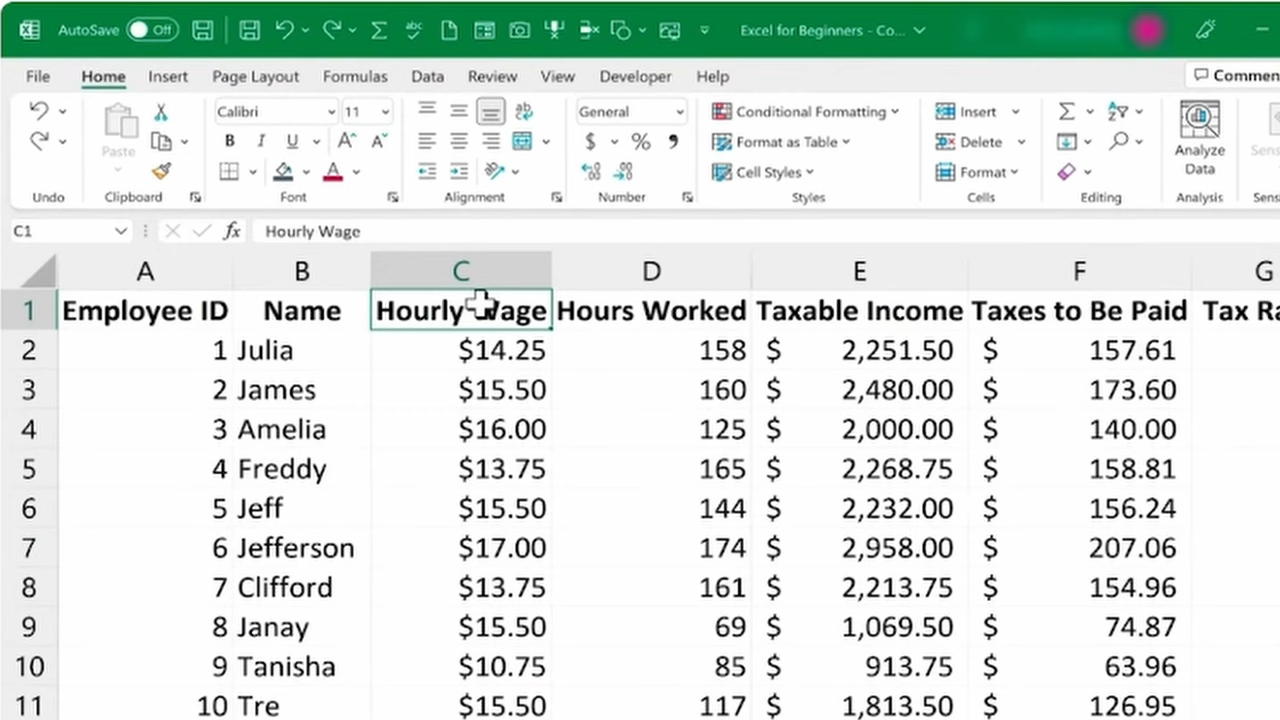 AutoSave Off Excel for Beginners - Co...
File Home Insert Page Layout Formulas Data Review View Developer Help
Paste Calibri 11 General Conditional Formatting Insert
B I U $ % Format as Table Delete Analyze
Cell Styles Format Data
Undo Clipboard Font Alignment Number Styles Cells Editing Analysis
C1 fx Hourly Wage
A B C D E F G
1 Employee ID Name Hourly Wage Hours Worked Taxable Income Taxes to Be Paid Tax
2 1 Julia $14.25 158 $ 2,251.50 $ 157.61
3 2 James $15.50 160 $ 2,480.00 $ 173.60
4 3 Amelia $16.00 125 $ 2,000.00 $ 140.00
5 4 Freddy $13.75 165 $ 2,268.75 $ 158.81
6 5 Jeff $15.50 144 $ 2,232.00 $ 156.24
7 6 Jefferson $17.00 174 $ 2,958.00 $ 207.06
8 7 Clifford $13.75 161 $ 2,213.75 $ 154.96
9 8 Janay $15.50 69 $ 1,069.50 $ 74.87
10 9 Tanisha $10.75 85 $ 913.75 $ 63.96
11 10 Tre $15.50 117 $ 1,813.50 $ 126.95